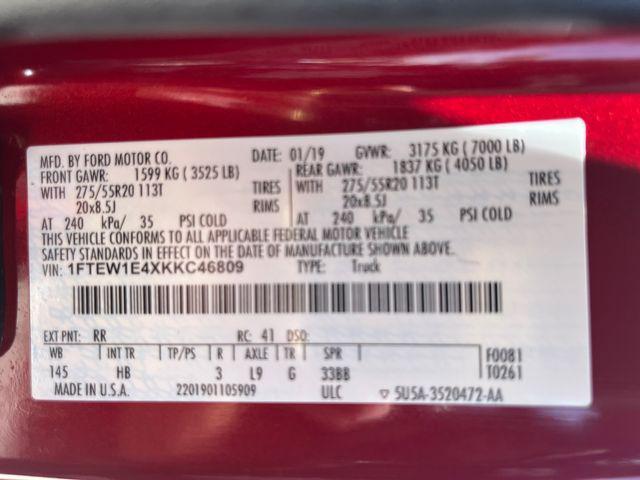 MFD. BY FORD MOTOR CO. DATE: 01/19 GVWR: 3175 KG ( 7000 LB)
FRONT GAWR: 1599 KG ( 3525 LB) REAR GAWR: 1837 KG ( 4050 LB)
WITH 275/55R20 113T TIRES WITH 275/55R20 113T TIRES
20x8.5J RIMS 20x8.5J RIMS
AT 240 kPa/ 35 PSI COLD AT 240 kPa/ 35 PSI COLD
THIS VEHICLE CONFORMS TO ALL APPLICABLE FEDERAL MOTOR VEHICLE
SAFETY STANDARDS IN EFFECT ON THE DATE OF MANUFACTURE SHOWN ABOVE.
VIN: 1FTEW1E4XKKC46809 TYPE: Truck
EXT PNT: RR RC: 41 DSO:
WB INT TR TP/PS R AXLE TR SPR F0081
145 HB 3 L9 G 33BB T0261
MADE IN U.S.A. 2201901105909 ULC ▽ 5U5A-3520472-AA